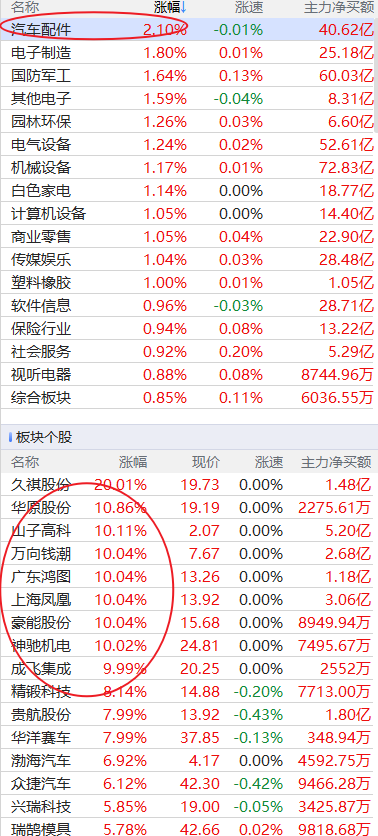 名称 涨幅↓ 涨速 主力净买额
汽车配件 2.10% -0.01% 40.62亿
电子制造 1.80% 0.01% 25.18亿
国防军工 1.64% 0.13% 60.03亿
其他电子 1.59% -0.04% 8.31亿
园林环保 1.26% 0.03% 6.60亿
电气设备 1.24% 0.02% 52.61亿
机械设备 1.17% 0.01% 72.83亿
白色家电 1.14% 0.00% 18.77亿
计算机设备 1.05% 0.00% 14.40亿
商业零售 1.05% 0.04% 22.90亿
传媒娱乐 1.04% 0.03% 28.48亿
塑料橡胶 1.00% 0.01% 1.05亿
软件信息 0.96% -0.03% 28.71亿
保险行业 0.94% 0.08% 13.22亿
社会服务 0.92% 0.20% 5.29亿
视听电器 0.88% 0.08% 8744.96万
综合板块 0.85% 0.11% 6036.55万
板块个股
名称 涨幅 现价 涨速 主力净买额
久祺股份 20.01% 19.73 0.00% 1.48亿
华原股份 10.86% 19.19 0.00% 2275.61万
山子高科 10.11% 2.07 0.00% 5.20亿
万向钱潮 10.04% 7.67 0.00% 2.68亿
广东鸿图 10.04% 13.26 0.00% 1.18亿
上海凤凰 10.04% 13.92 0.00% 3.06亿
豪能股份 10.04% 15.68 0.00% 8949.94万
神驰机电 10.02% 24.81 0.00% 7495.67万
成飞集成 9.99% 20.25 0.00% 2552万
精锻科技 8.14% 14.88 -0.20% 7713.00万
贵航股份 7.99% 13.92 -0.43% 1.80亿
华洋赛车 7.99% 37.85 -0.13% 348.94万
渤海汽车 6.92% 4.17 0.00% 4592.75万
众捷汽车 6.12% 42.30 -0.42% 9466.28万
兴瑞科技 5.85% 19.00 -0.05% 3425.87万
瑞鹄模具 5.78% 42.66 0.02% 9818.68万